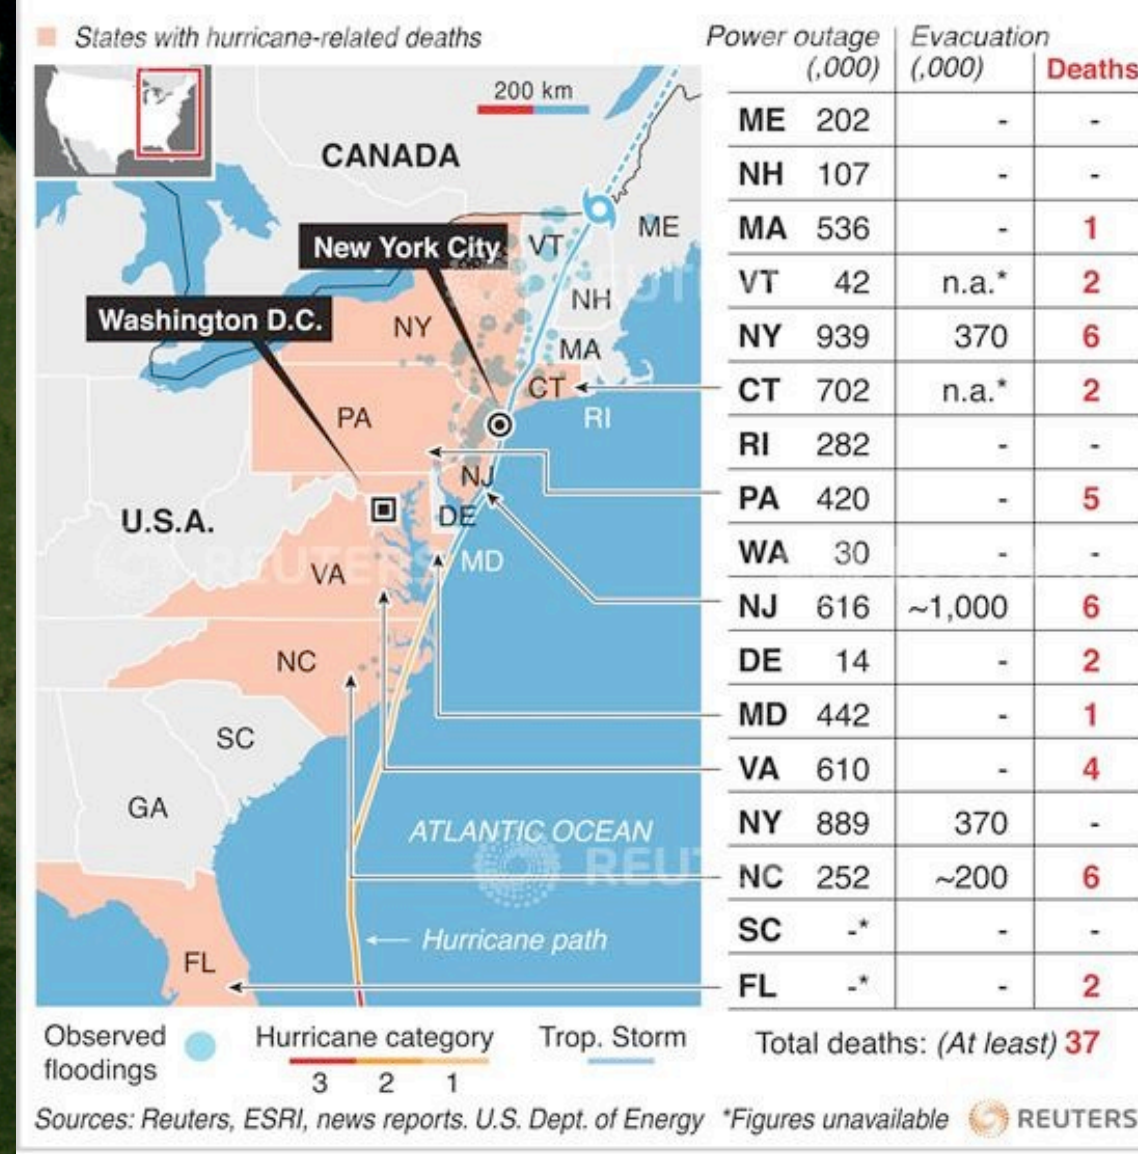 States with hurricane-related deaths
Power outage (,000)
Evacuation (,000)
Deaths
200 km
CANADA
New York City
Washington D.C.
U.S.A.
ME
VT
NH
NY
MA
CT
RI
PA
NJ
DE
MD
VA
NC
SC
GA
FL
ATLANTIC OCEAN
Hurricane path
REUTERS
REUTERS
ME 202 - -
NH 107 - -
MA 536 - 1
VT 42 n.a.* 2
NY 939 370 6
CT 702 n.a.* 2
RI 282 - -
PA 420 - 5
WA 30 - -
NJ 616 ~1,000 6
DE 14 - 2
MD 442 - 1
VA 610 - 4
NY 889 370 -
NC 252 ~200 6
SC -* - -
FL -* - 2
Total deaths: (At least) 37
Observed floodings
Hurricane category
3 2 1
Trop. Storm
Sources: Reuters, ESRI, news reports. U.S. Dept. of Energy *Figures unavailable
REUTERS